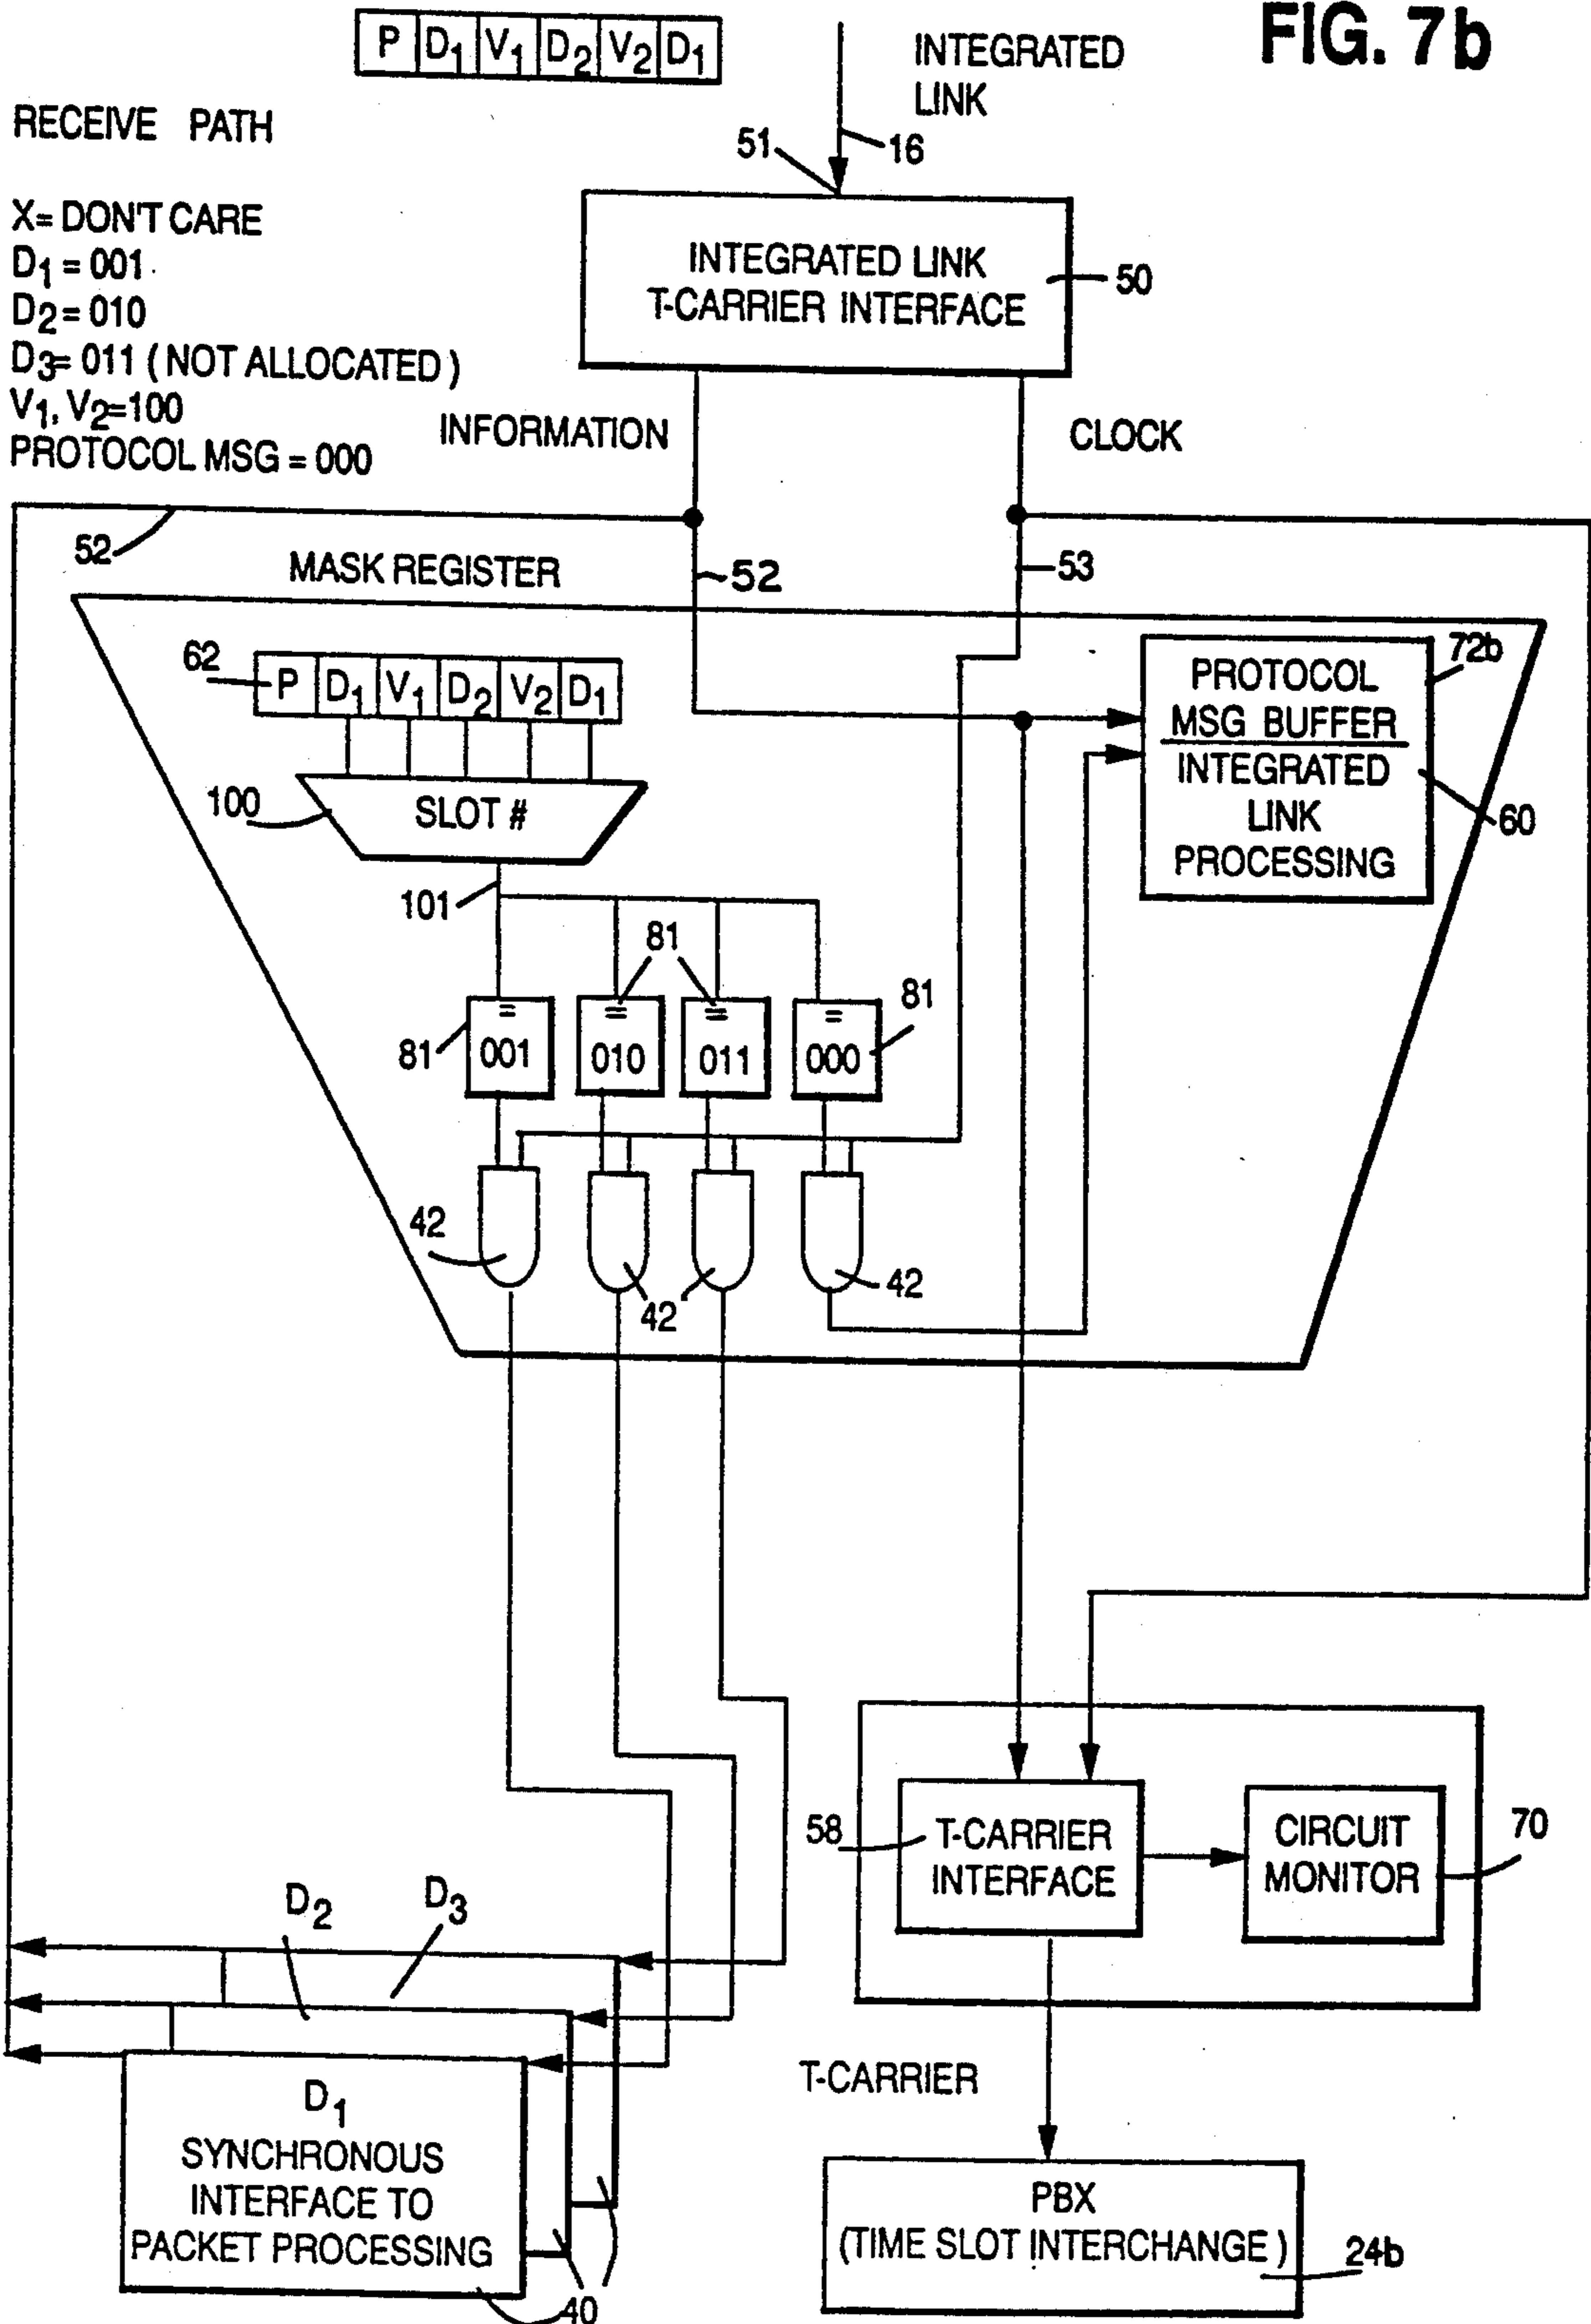 FIG. 7b
P D1 V1 D2 V2 D1
INTEGRATED
LINK
RECEIVE PATH
51
16
X= DON'T CARE
D1 = 001
D2= 010
D3= 011 ( NOT ALLOCATED )
V1, V2=100
PROTOCOL MSG = 000
INTEGRATED LINK
T-CARRIER INTERFACE
50
INFORMATION
CLOCK
52
MASK REGISTER
52
53
62
P D1 V1 D2 V2 D1
72b
PROTOCOL
MSG BUFFER
INTEGRATED
LINK
PROCESSING
60
100
SLOT #
101
81
81
81
=
001
=
010
=
011
=
000
42
42
42
58
T-CARRIER
INTERFACE
CIRCUIT
MONITOR
70
D2
D3
T-CARRIER
D1
SYNCHRONOUS
INTERFACE TO
PACKET PROCESSING
40
PBX
(TIME SLOT INTERCHANGE )
24b